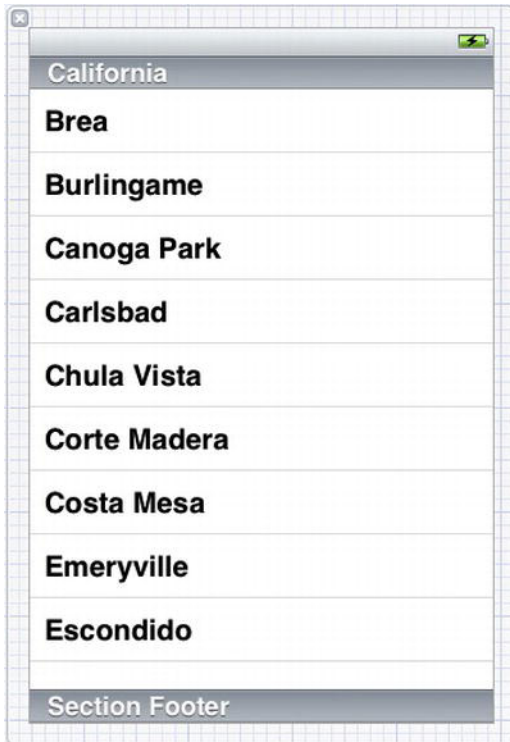 California
Brea
Burlingame
Canoga Park
Carlsbad
Chula Vista
Corte Madera
Costa Mesa
Emeryville
Escondido
Section Footer